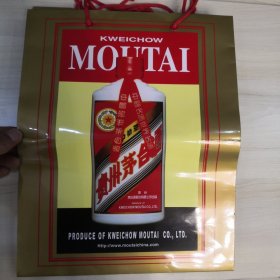 KWEICHOW
MOUTAI
贵州茅台酒
PRODUCE OF KWEICHOW MOUTAI CO., LTD.
http://www.moutaichina.com